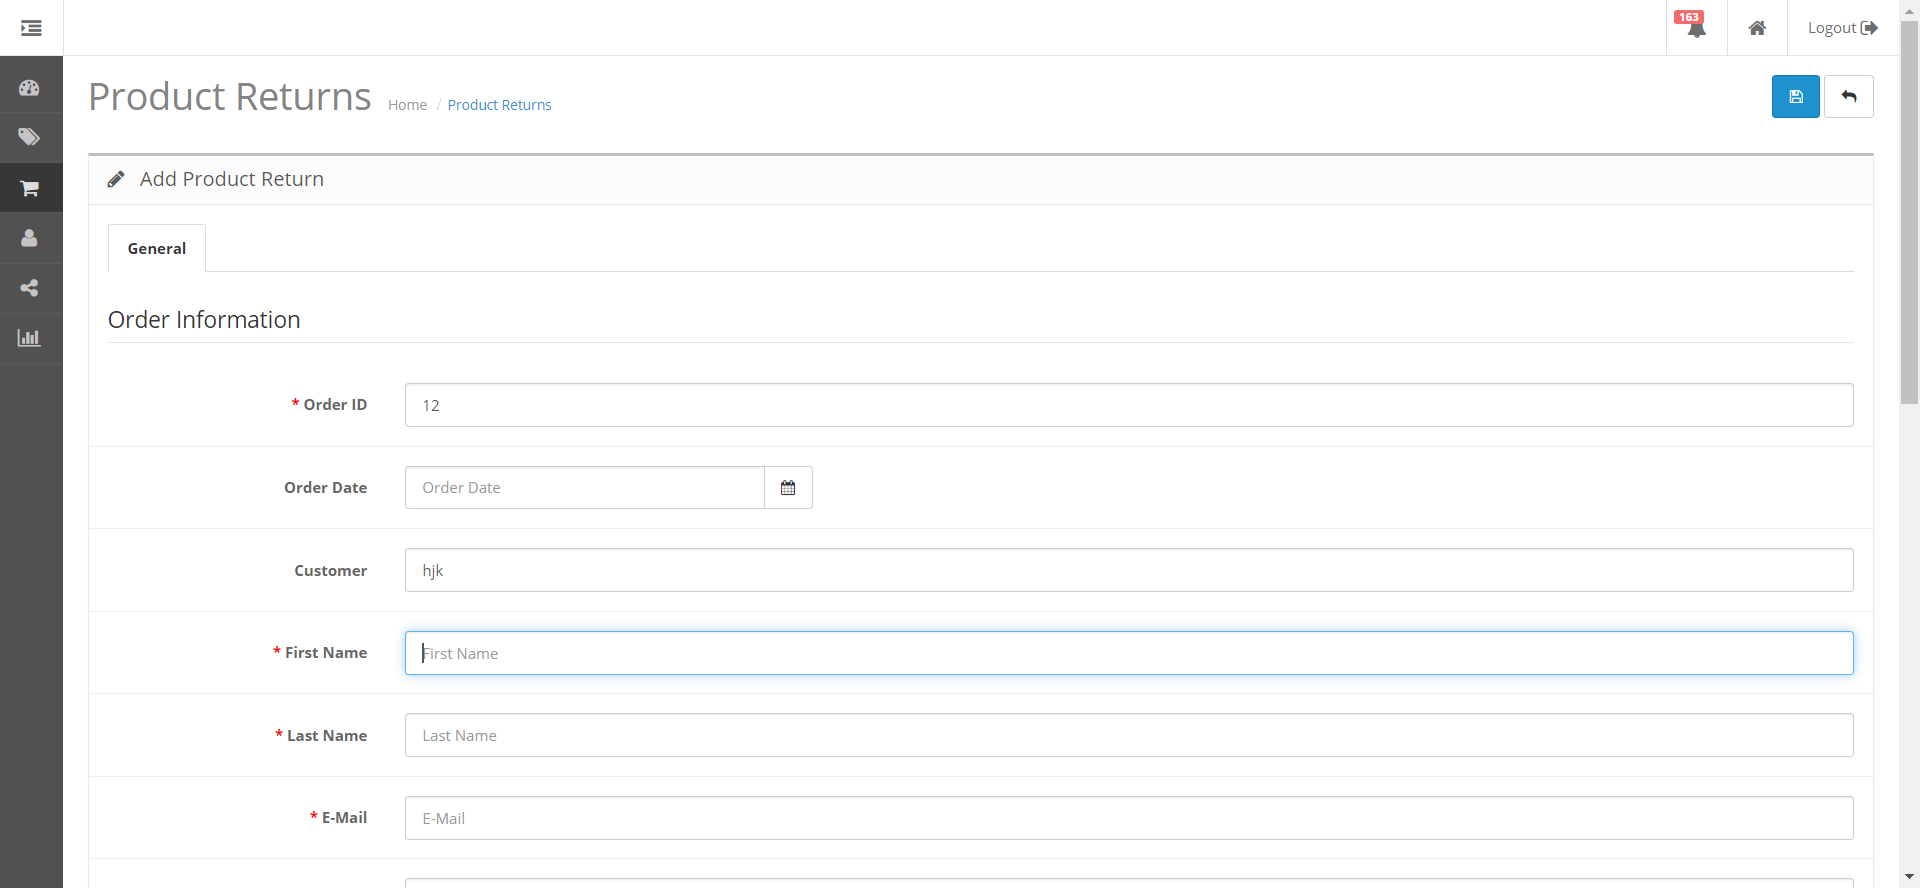 163
Logout
Product Returns
Home / Product Returns
Add Product Return
General
Order Information
* Order ID
12
Order Date
Order Date
Customer
hjk
* First Name
First Name
* Last Name
Last Name
* E-Mail
E-Mail